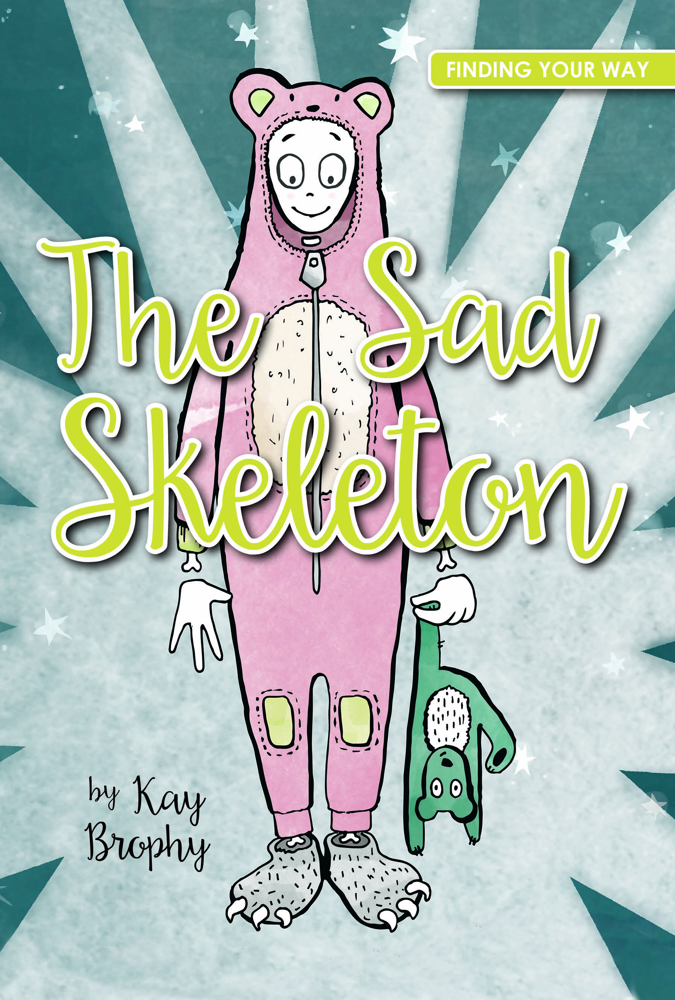 FINDING YOUR WAY
The Sad
Skeleton
by Kay
Brophy